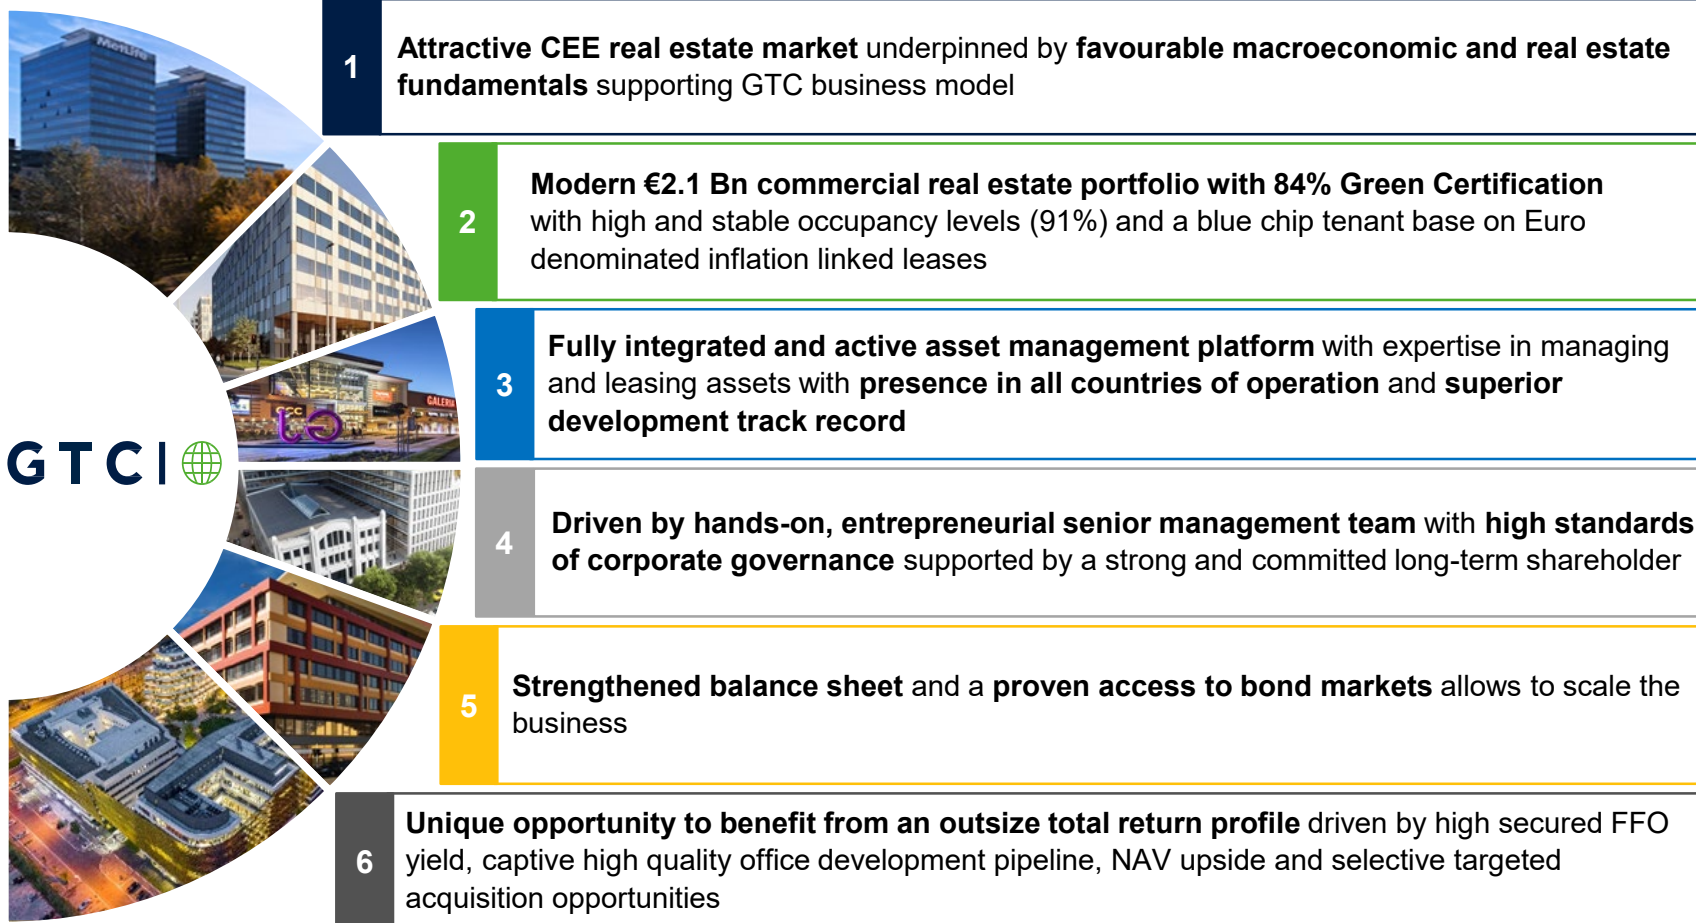 MetLife
1
Attractive CEE real estate market underpinned by favourable macroeconomic and real estate
fundamentals supporting GTC business model
2
Modern €2.1 Bn commercial real estate portfolio with 84% Green Certification
with high and stable occupancy levels (91%) and a blue chip tenant base on Euro
denominated inflation linked leases
3
Fully integrated and active asset management platform with expertise in managing
and leasing assets with presence in all countries of operation and superior
development track record
CCC
GALERIA
GTC
4
Driven by hands-on, entrepreneurial senior management team with high standards
of corporate governance supported by a strong and committed long-term shareholder
5
Strengthened balance sheet and a proven access to bond markets allows to scale the
business
6
Unique opportunity to benefit from an outsize total return profile driven by high secured FFO
yield, captive high quality office development pipeline, NAV upside and selective targeted
acquisition opportunities